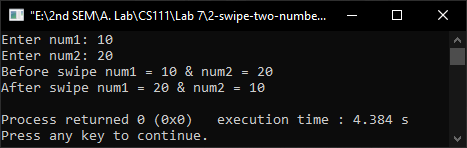 "E:\2nd SEM\A. Lab\CS111\Lab 7\2-swipe-two-numbe...
Enter num1: 10
Enter num2: 20
Before swipe num1 = 10 & num2 = 20
After swipe num1 = 20 & num2 = 10
Process returned 0 (0x0)   execution time : 4.384 s
Press any key to continue.